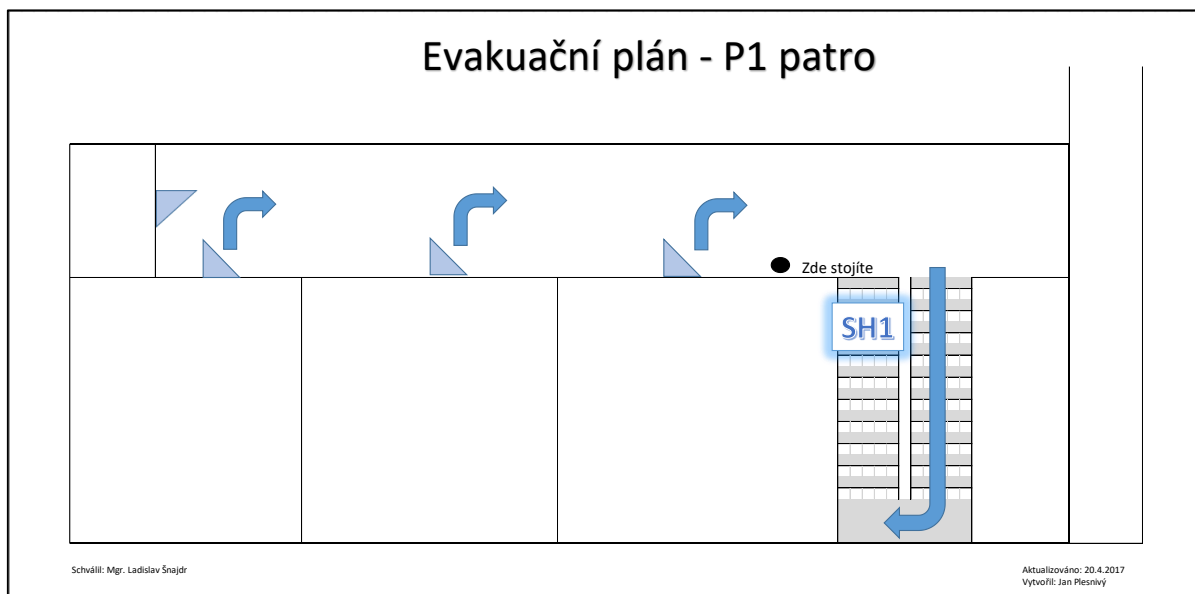 Evakuační plán - P1 patro
Zde stojíte
SH1
Schválil: Mgr. Ladislav Šnajdr
Aktualizováno: 20.4.2017
Vytvořil: Jan Plesnivý